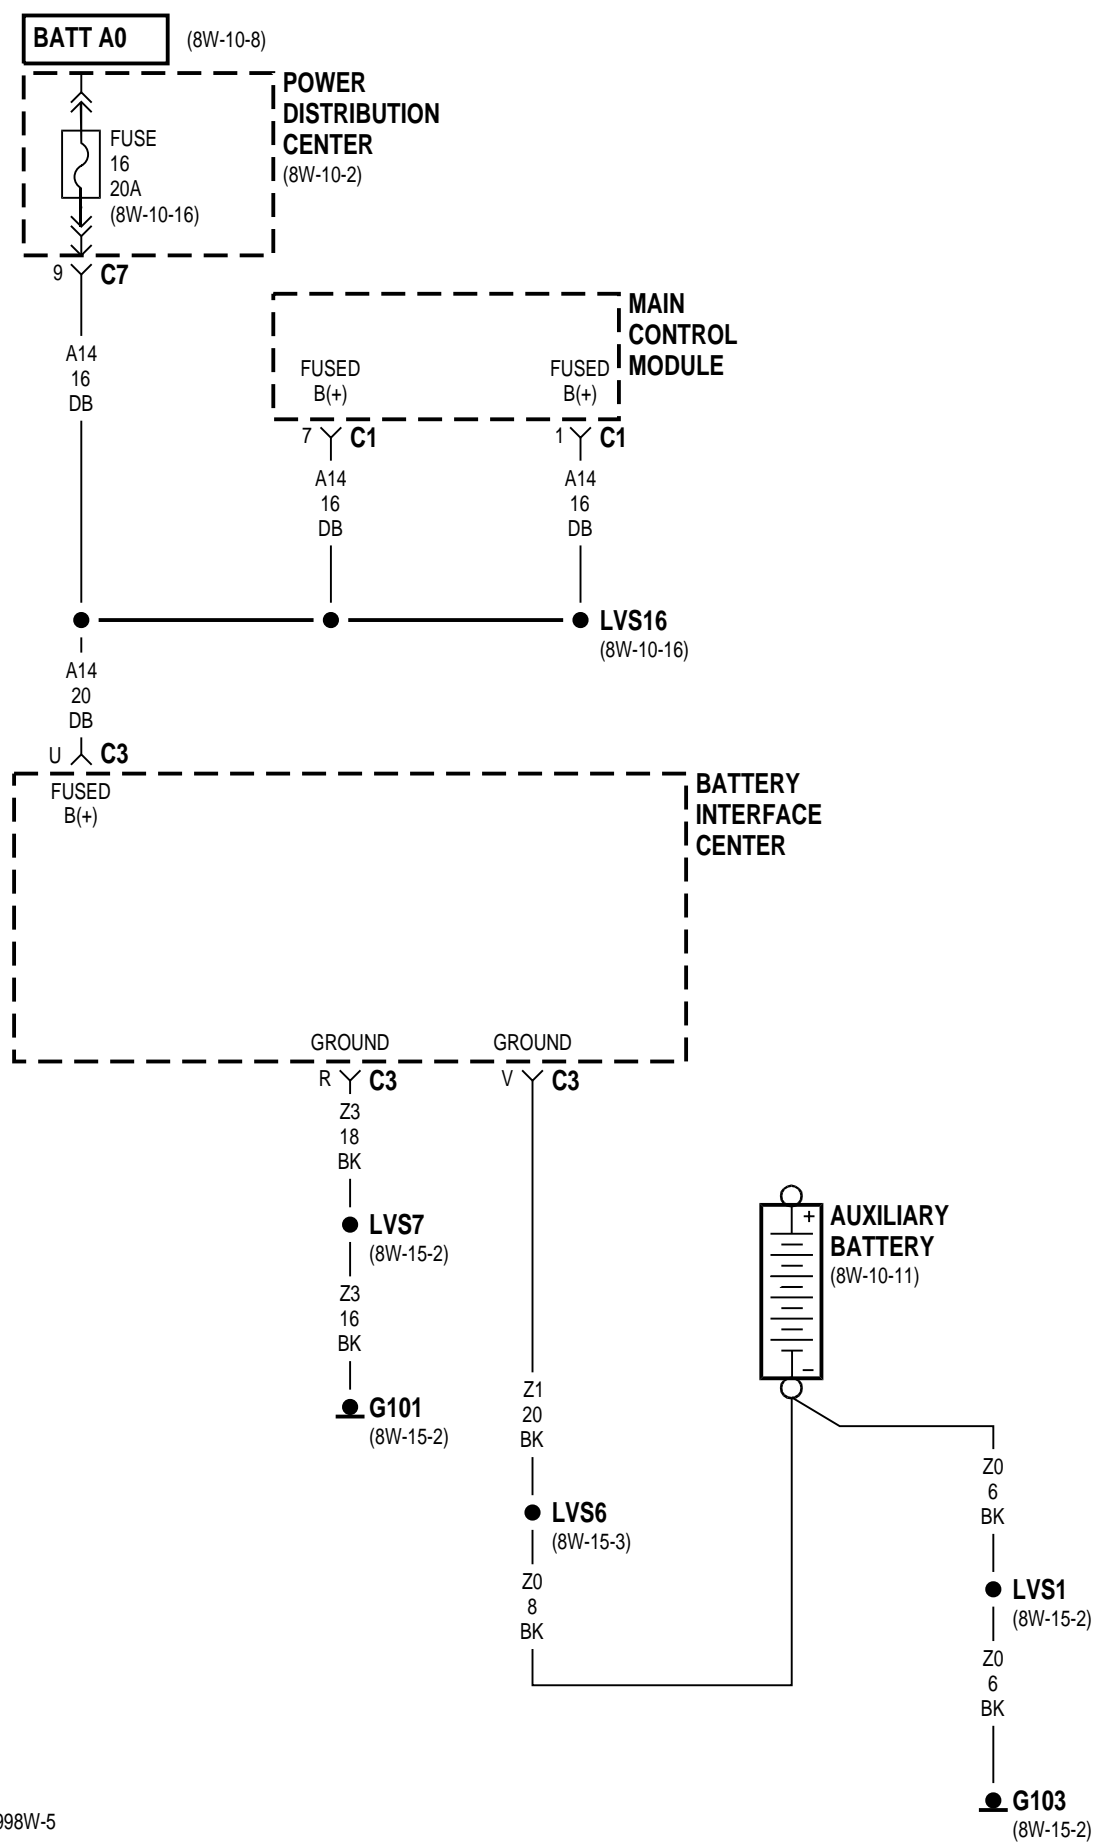 BATT A0
(8W-10-8)
POWER
DISTRIBUTION
CENTER
(8W-10-2)
FUSE
16
20A
(8W-10-16)
9
C7
A14
16
DB
MAIN
CONTROL
MODULE
FUSED
B(+)
FUSED
B(+)
7
C1
1
C1
A14
16
DB
A14
16
DB
LVS16
(8W-10-16)
A14
20
DB
U
C3
FUSED
B(+)
BATTERY
INTERFACE
CENTER
GROUND
GROUND
R
C3
V
C3
Z3
18
BK
LVS7
(8W-15-2)
Z3
16
BK
G101
(8W-15-2)
Z1
20
BK
LVS6
(8W-15-3)
Z0
8
BK
+
AUXILIARY
BATTERY
(8W-10-11)
–
Z0
6
BK
LVS1
(8W-15-2)
Z0
6
BK
G103
(8W-15-2)
998W-5